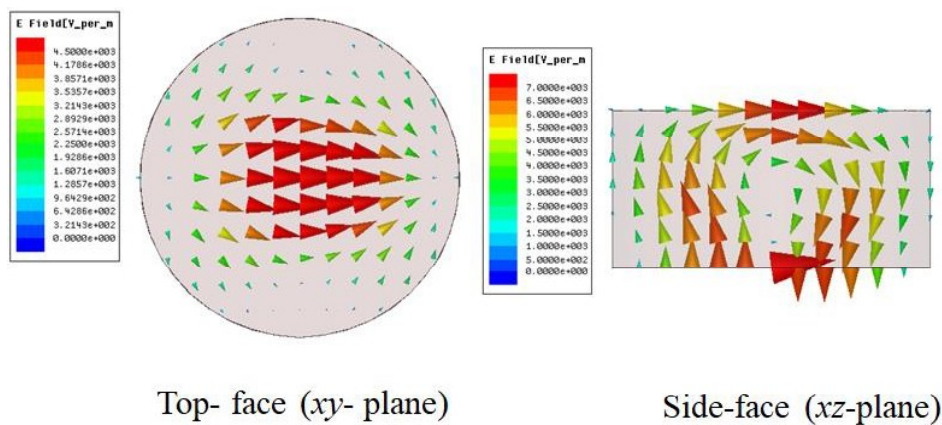 E Field[V_per_m
4.5000e+003
4.1786e+003
3.8571e+003
3.5357e+003
3.2143e+003
2.8929e+003
2.5714e+003
2.2500e+003
1.9286e+003
1.6071e+003
1.2857e+003
9.6429e+002
6.4286e+002
3.2143e+002
0.0000e+000
E Field[V_per_m
7.0000e+003
6.5000e+003
6.0000e+003
5.5000e+003
5.0000e+003
4.5000e+003
4.0000e+003
3.5000e+003
3.0000e+003
2.5000e+003
2.0000e+003
1.5000e+003
1.0000e+003
5.0000e+002
0.0000e+000
Top- face (xy- plane)
Side-face (xz-plane)